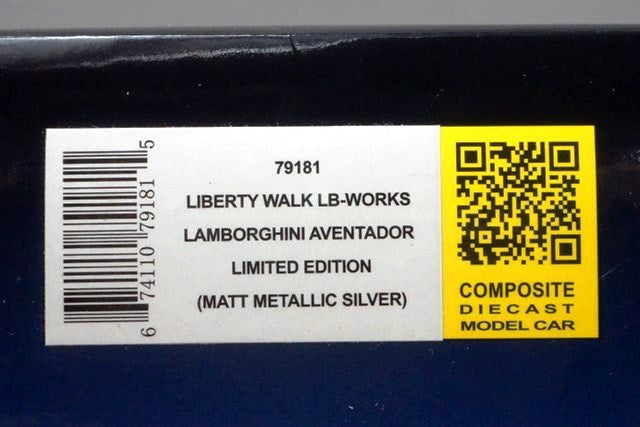 79181
LIBERTY WALK LB-WORKS
LAMBORGHINI AVENTADOR
LIMITED EDITION
(MATT METALLIC SILVER)
6 74110 79181 5
COMPOSITE
DIECAST
MODEL CAR